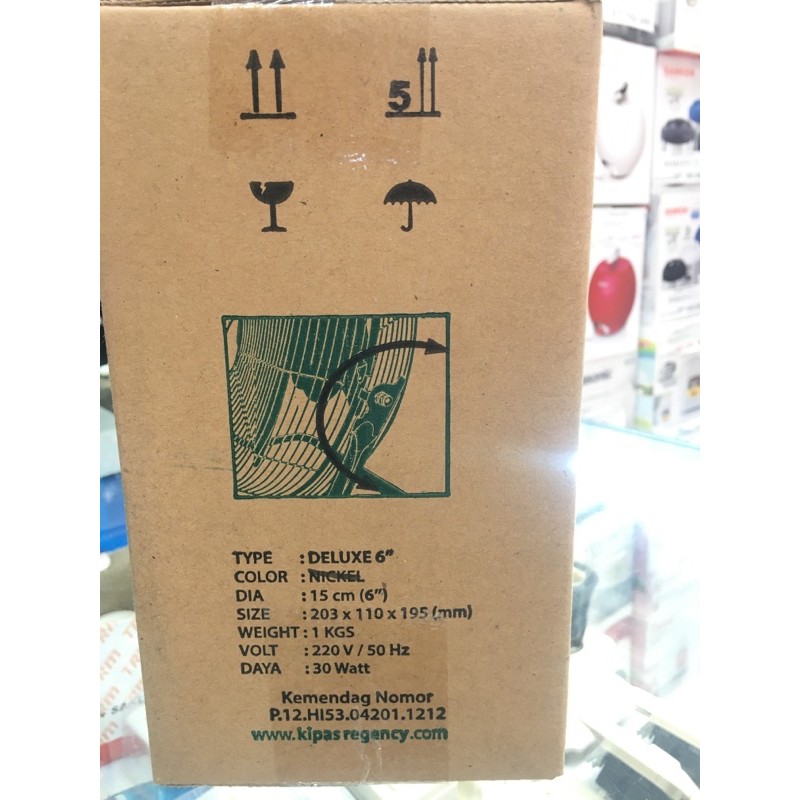 5
TYPE : DELUXE 6"
COLOR : NICKEL
DIA : 15 cm (6")
SIZE : 203 x 110 x 195 (mm)
WEIGHT : 1 KGS
VOLT : 220 V / 50 Hz
DAYA : 30 Watt
Kemendag Nomor
P.12.HI53.04201.1212
www.kipasregency.com